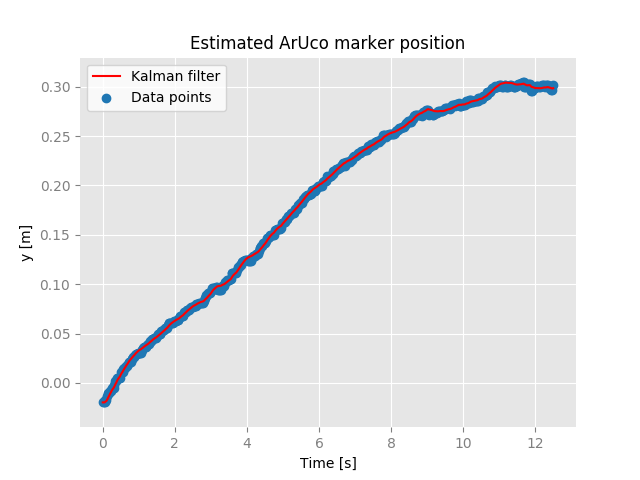 Estimated ArUco marker position
Kalman filter
Data points
0.30
0.25
0.20
0.15
0.10
0.05
0.00
y [m]
0 2 4 6 8 10 12
Time [s]